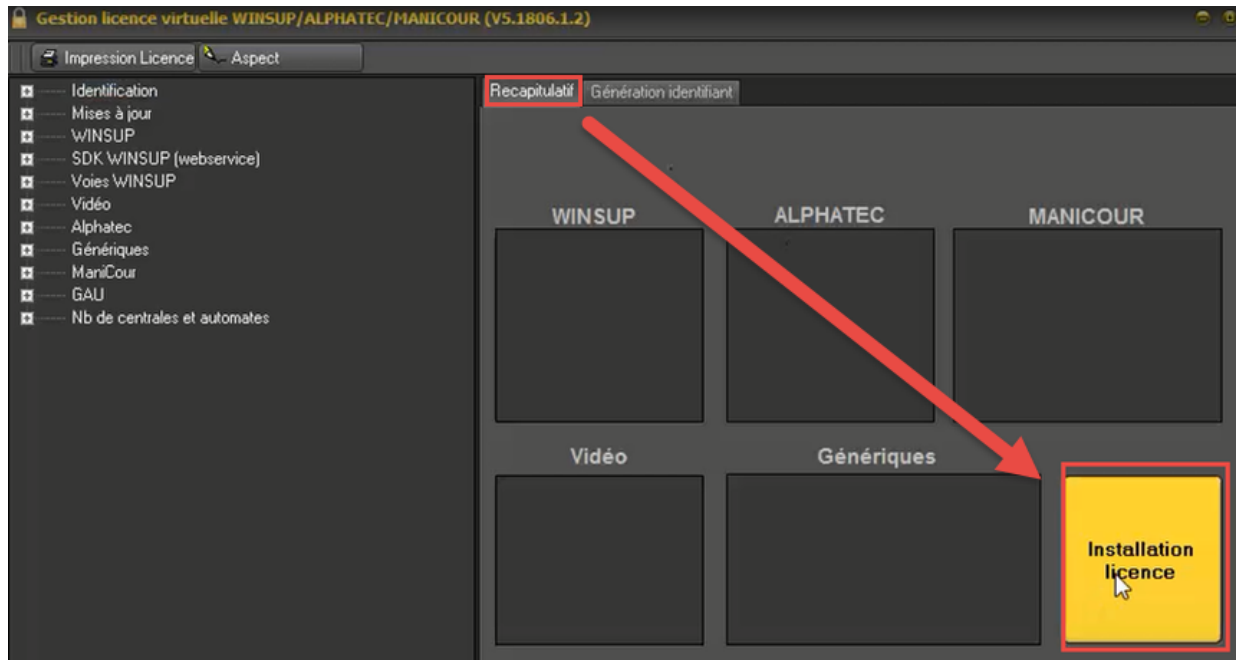 Gestion licence virtuelle WINSUP/ALPHATEC/MANICOUR (V5.1806.1.2)
Impression Licence Aspect
Identification
Mises à jour
WINSUP
SDK WINSUP (webservice)
Voies WINSUP
Vidéo
Alphatec
Génériques
ManiCour
GAU
Nb de centrales et automates
Recapitulatif Génération identifiant
WINSUP ALPHATEC MANICOUR
Vidéo Génériques
Installation
licence